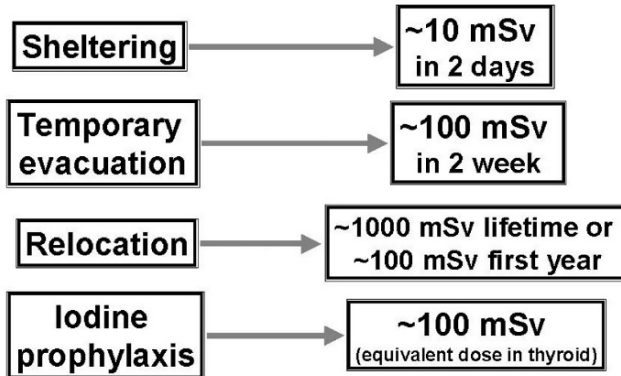 Sheltering
~10 mSv
in 2 days
Temporary
evacuation
~100 mSv
in 2 week
Relocation
~1000 mSv lifetime or
~100 mSv first year
Iodine
prophylaxis
~100 mSv
(equivalent dose in thyroid)